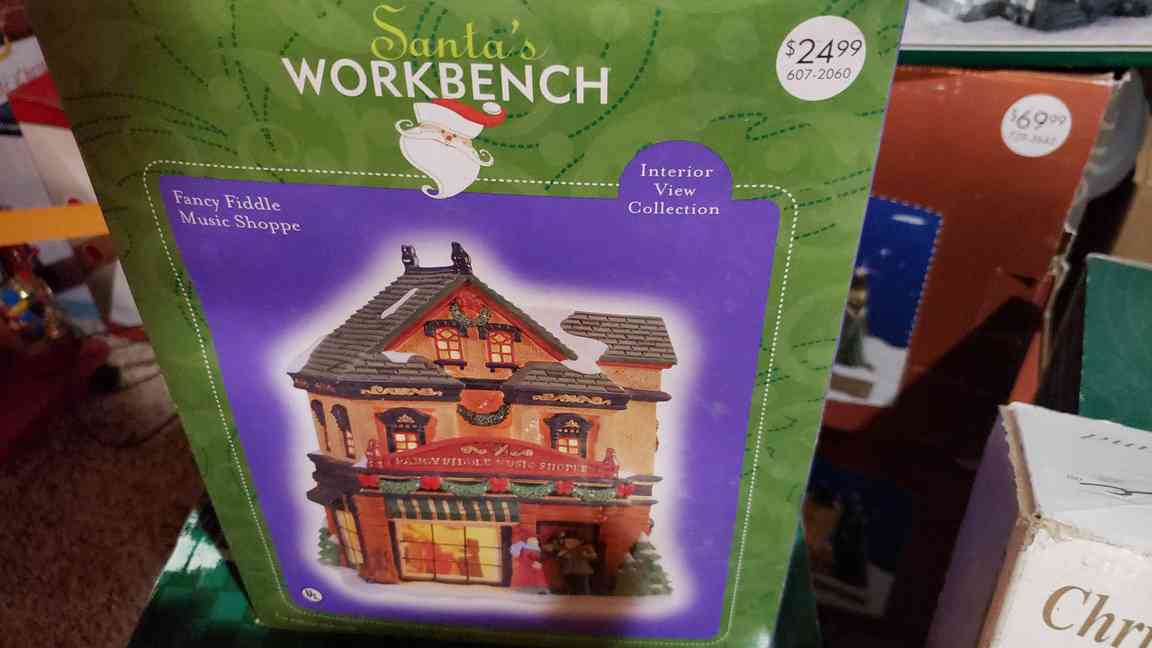 Santa's
WORKBENCH
$24.99
607-2060
$69.99
Interior
View
Collection
Fancy Fiddle
Music Shoppe
FANCY FIDDLE MUSIC SHOPPE
UL
Chr